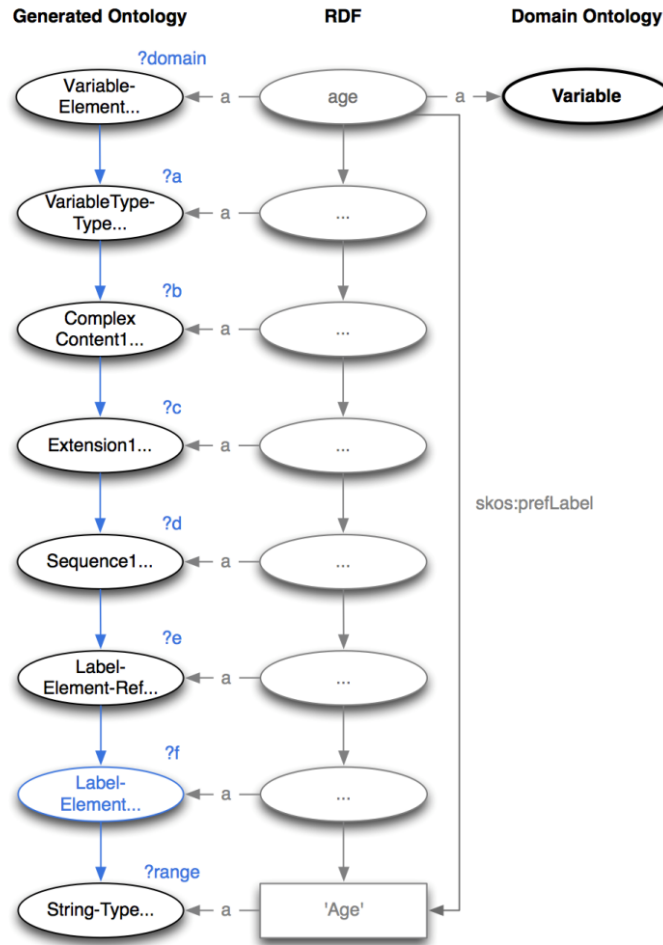 Generated Ontology RDF Domain Ontology
?domain
Variable-
Element...
a
age
a
Variable
?a
VariableType-
Type...
a
...
?b
Complex
Content1...
a
...
?c
Extension1...
a
...
skos:prefLabel
?d
Sequence1...
a
...
?e
Label-
Element-Ref...
a
...
?f
Label-
Element...
a
...
?range
String-Type...
a
'Age'